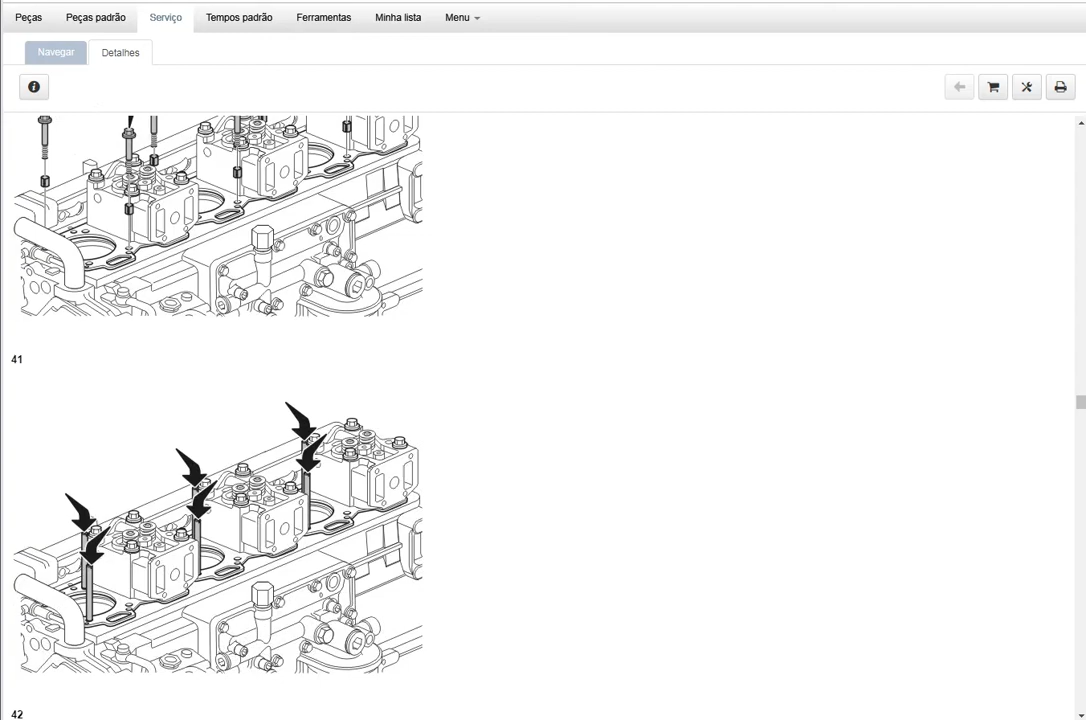 Peças Peças padrão Serviço Tempos padrão Ferramentas Minha lista Menu
Navegar Detalhes
41
42